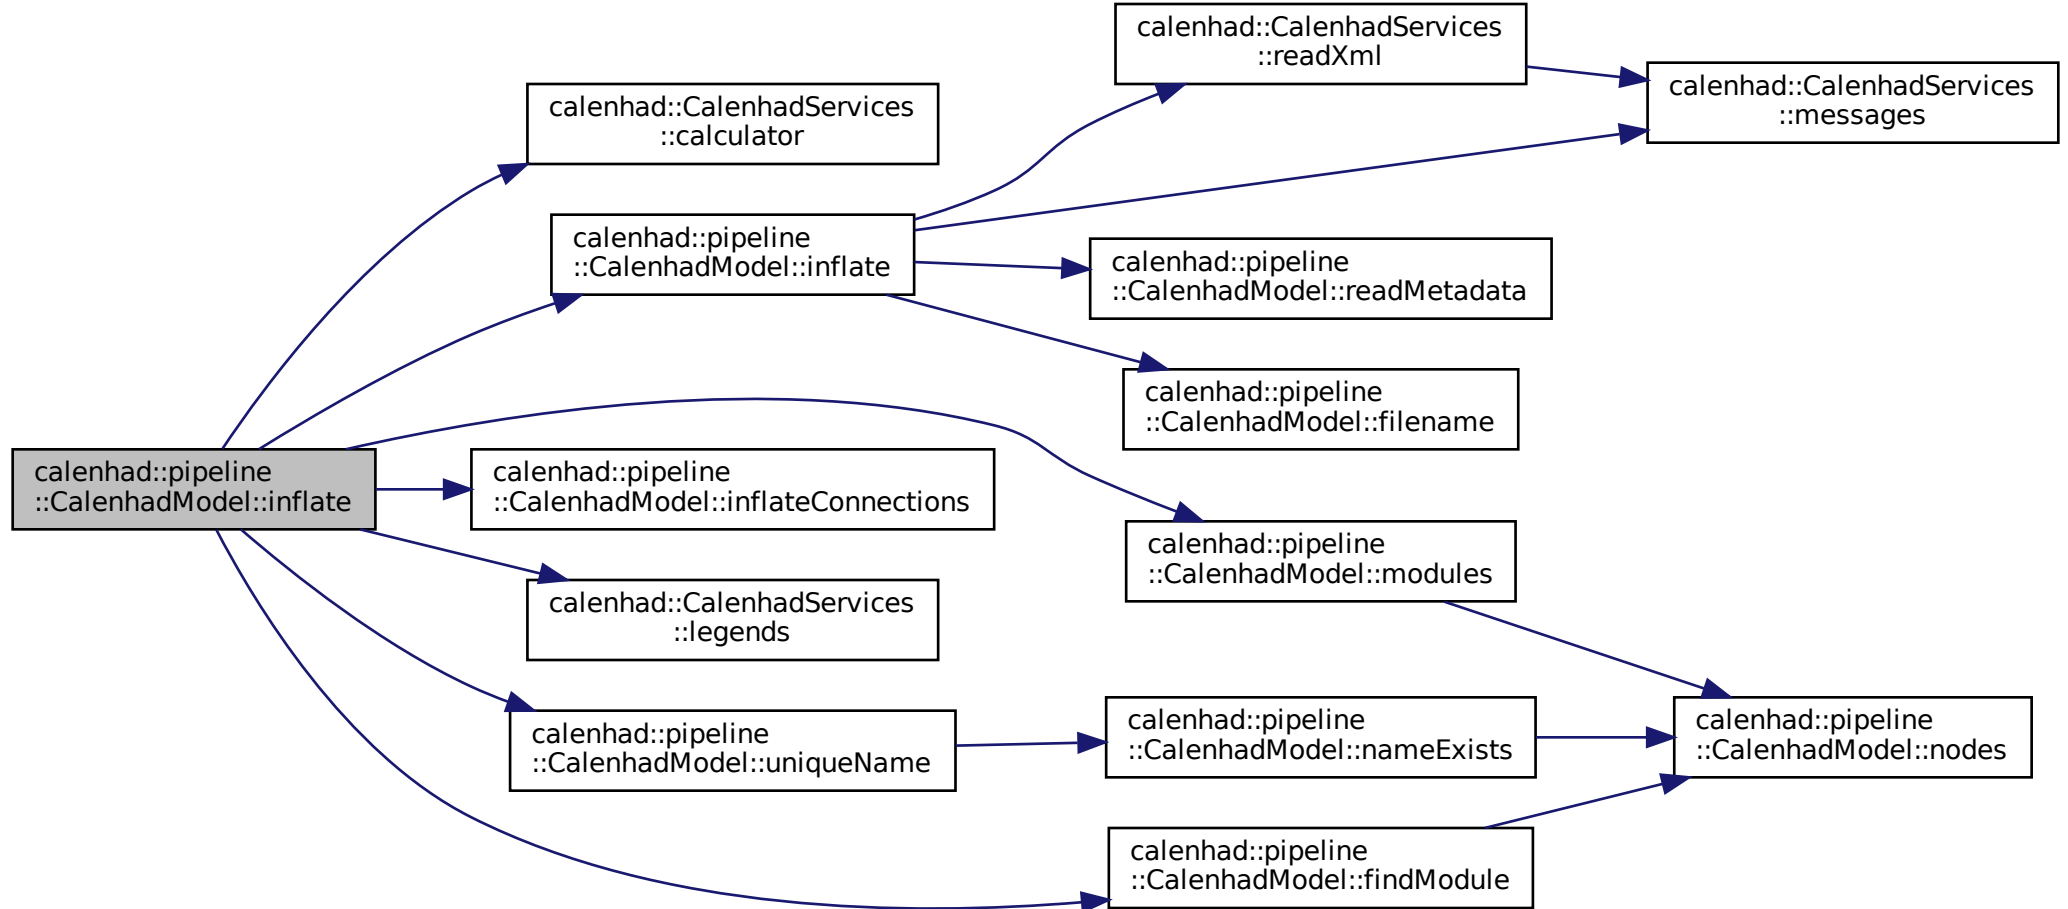 calenhad::CalenhadServices
::readXml
calenhad::CalenhadServices
::messages
calenhad::CalenhadServices
::calculator
calenhad::pipeline
::CalenhadModel::inflate
calenhad::pipeline
::CalenhadModel::readMetadata
calenhad::pipeline
::CalenhadModel::filename
calenhad::pipeline
::CalenhadModel::inflate
calenhad::pipeline
::CalenhadModel::inflateConnections
calenhad::pipeline
::CalenhadModel::modules
calenhad::CalenhadServices
::legends
calenhad::pipeline
::CalenhadModel::uniqueName
calenhad::pipeline
::CalenhadModel::nameExists
calenhad::pipeline
::CalenhadModel::nodes
calenhad::pipeline
::CalenhadModel::findModule